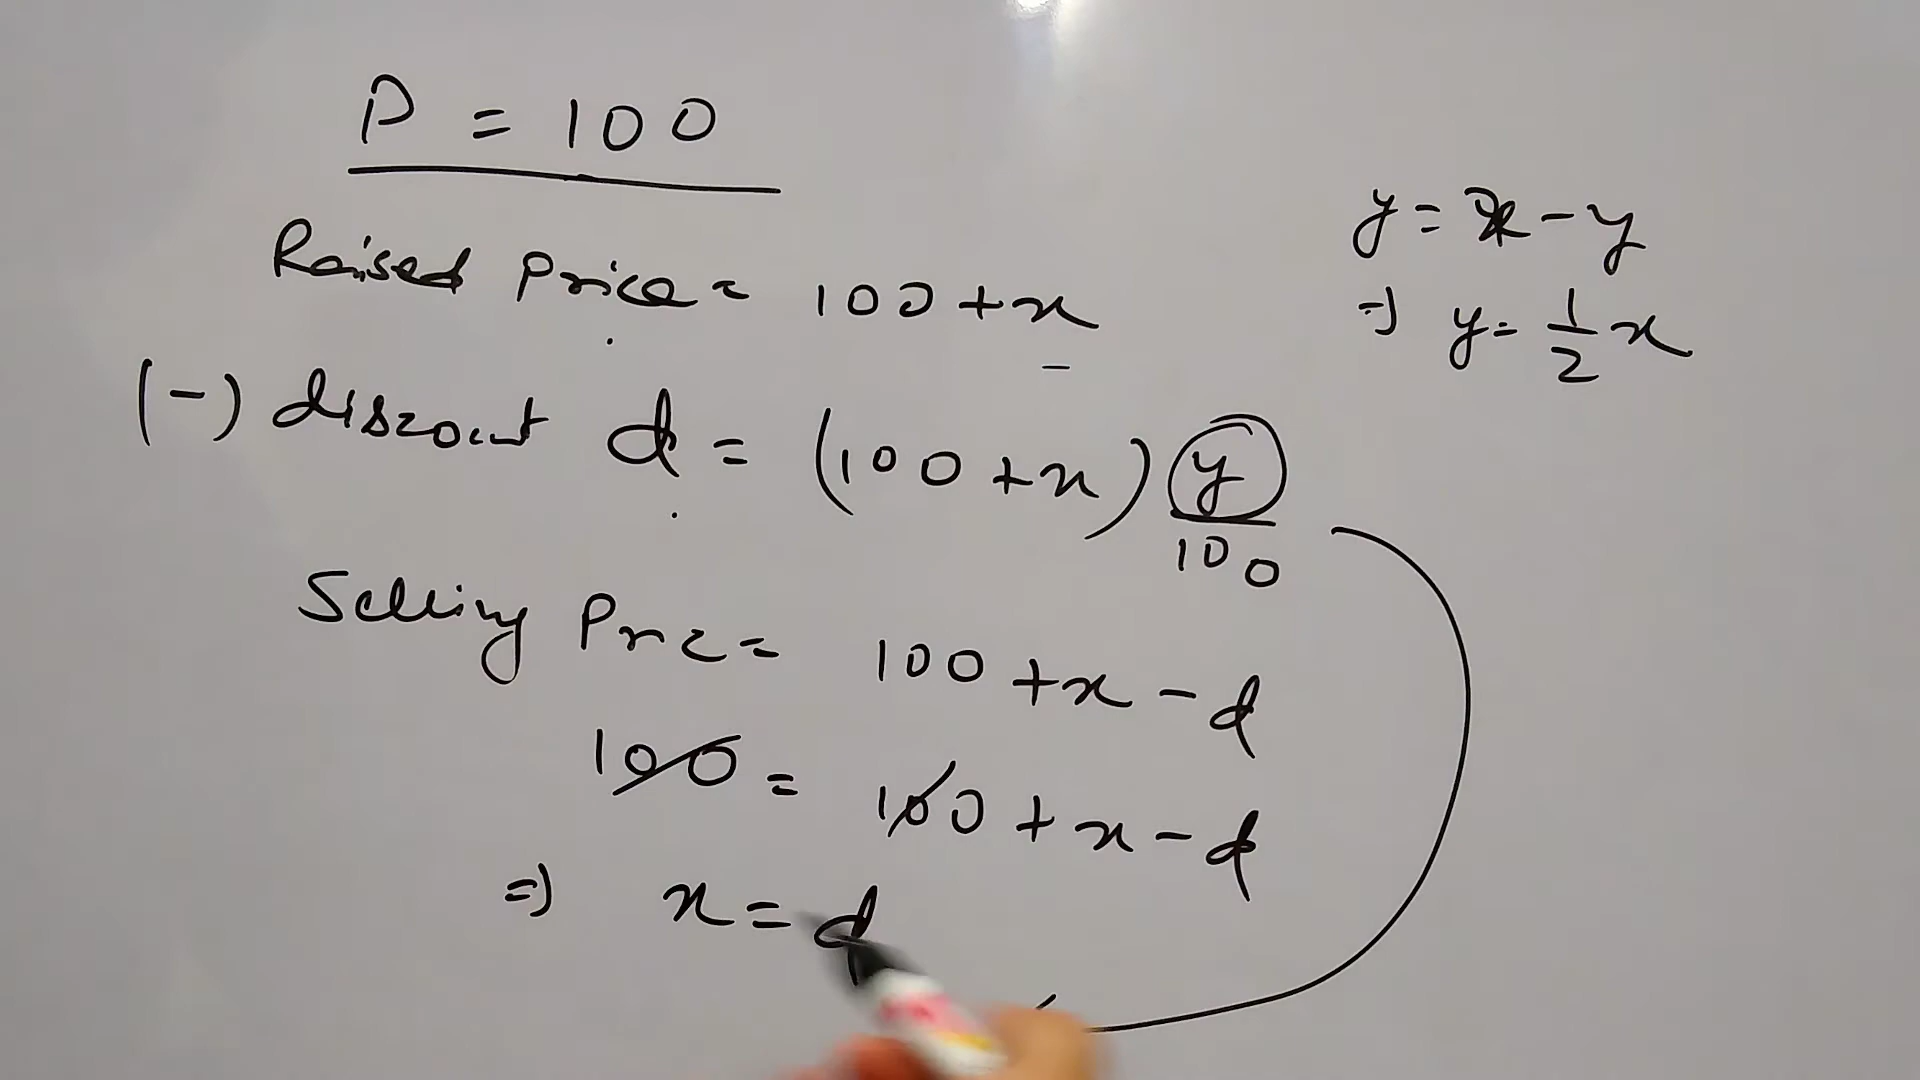 P = 100
Raised Price = 100 + x
(-) discount d = (100 + x) y/100
Selling Price = 100 + x - d
100 = 100 + x - d
=) x = d
y = x - y
=) y = 1/2 x